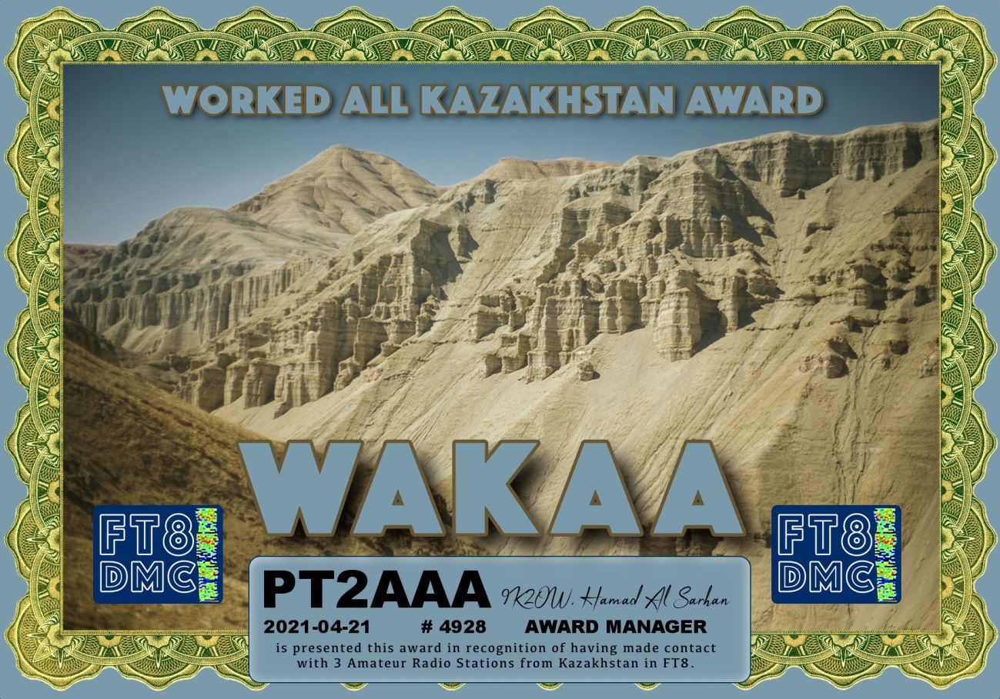 WORKED ALL KAZAKHSTAN AWARD
WAKAA
FT8
DMC
FT8
DMC
PT2AAA
9K2OW. Hamad Al Sarhan
2021-04-21 # 4928 AWARD MANAGER
is presented this award in recognition of having made contact
with 3 Amateur Radio Stations from Kazakhstan in FT8.